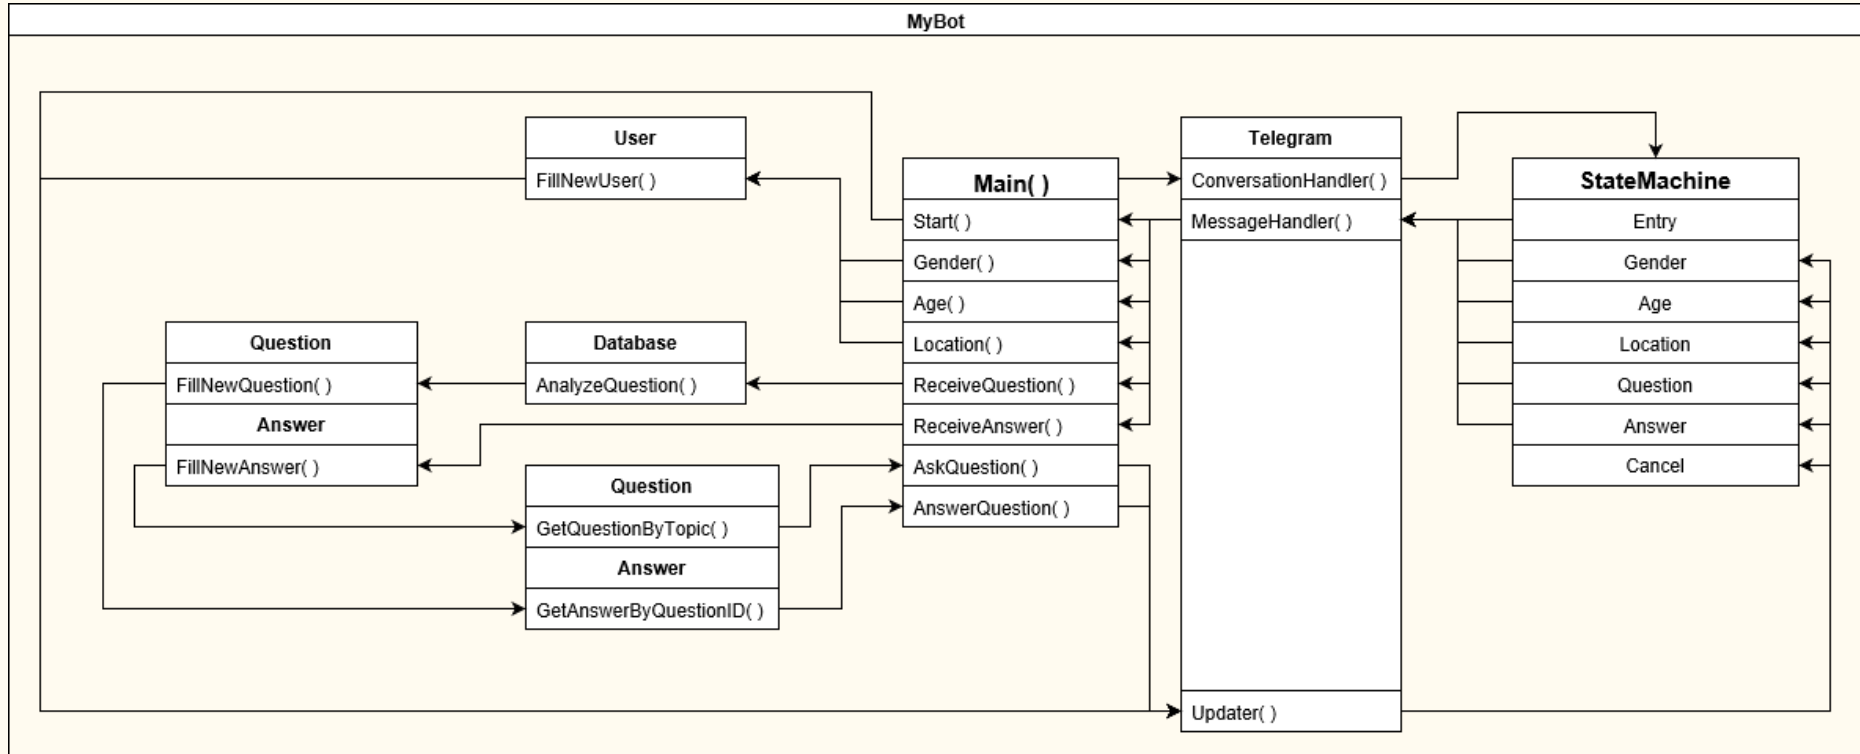 MyBot
User
FillNewUser( )
Question
FillNewQuestion( )
Answer
FillNewAnswer( )
Database
AnalyzeQuestion( )
Question
GetQuestionByTopic( )
Answer
GetAnswerByQuestionID( )
Main( )
Start( )
Gender( )
Age( )
Location( )
ReceiveQuestion( )
ReceiveAnswer( )
AskQuestion( )
AnswerQuestion( )
Telegram
ConversationHandler( )
MessageHandler( )
Updater( )
StateMachine
Entry
Gender
Age
Location
Question
Answer
Cancel